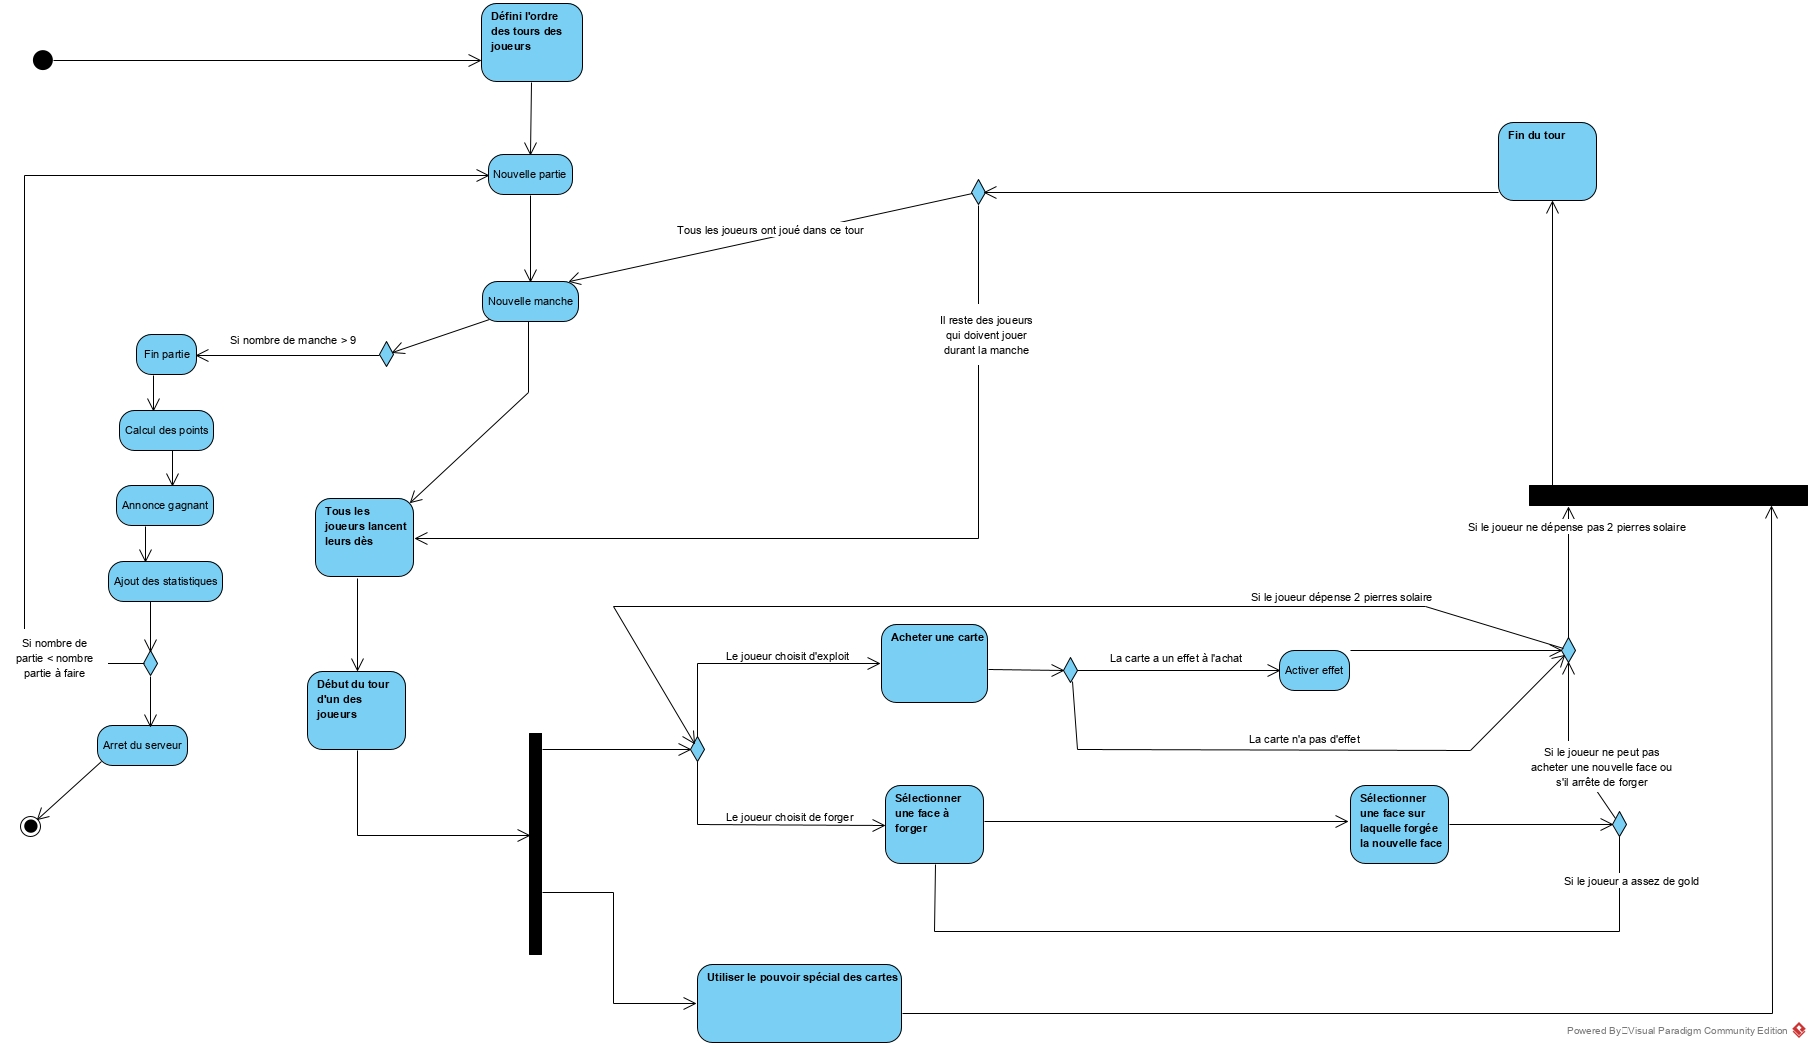 Défini l'ordre
des tours des
joueurs
Fin du tour
Nouvelle partie
Tous les joueurs ont joué dans ce tour
Nouvelle manche
Il reste des joueurs
qui doivent jouer
durant la manche
Si nombre de manche > 9
Fin partie
Calcul des points
Annonce gagnant
Tous les
joueurs lancent
leurs dès
Si le joueur ne dépense pas 2 pierres solaire
Ajout des statistiques
Si le joueur dépense 2 pierres solaire
Si nombre de
partie < nombre
partie à faire
Acheter une carte
Le joueur choisit d'exploit
La carte a un effet à l'achat
Activer effet
Début du tour
d'un des
joueurs
Arret du serveur
La carte n'a pas d'effet
Si le joueur ne peut pas
acheter une nouvelle face ou
s'il arrête de forger
Le joueur choisit de forger
Sélectionner
une face à
forger
Sélectionner
une face sur
laquelle forgée
la nouvelle face
Si le joueur a assez de gold
Utiliser le pouvoir spécial des cartes
Powered By Visual Paradigm Community Edition